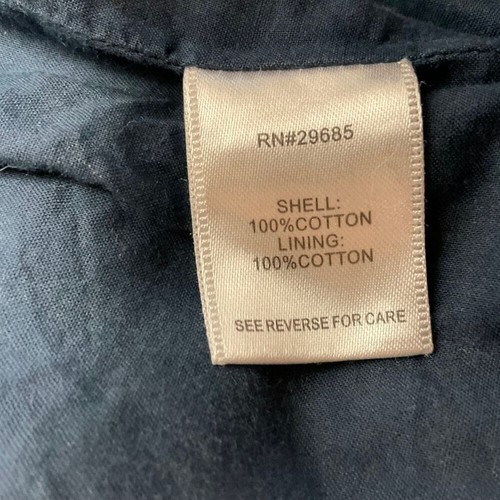 RN#29685
SHELL:
100%COTTON
LINING:
100%COTTON
SEE REVERSE FOR CARE